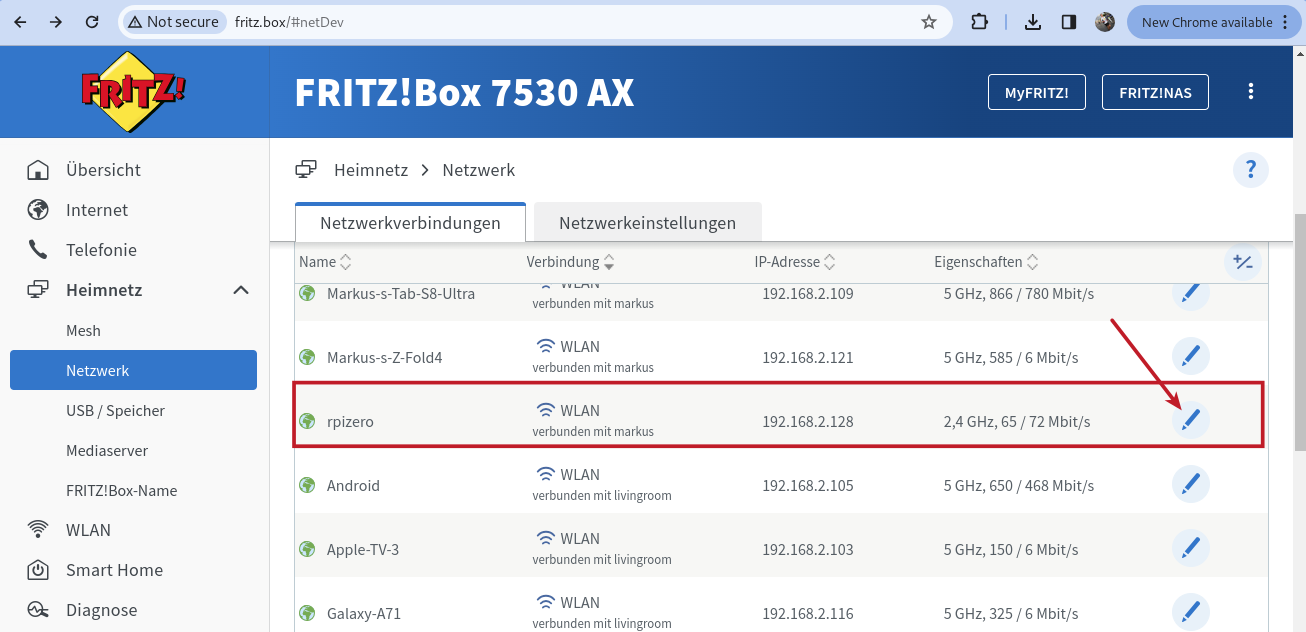 Not secure fritz.box/#netDev New Chrome available
FRITZ!
FRITZ!Box 7530 AX
MyFRITZ! FRITZ!NAS
Übersicht
Internet
Telefonie
Heimnetz
Mesh
Netzwerk
USB / Speicher
Mediaserver
FRITZ!Box-Name
WLAN
Smart Home
Diagnose
Heimnetz > Netzwerk
?
Netzwerkverbindungen Netzwerkeinstellungen
Name Verbindung IP-Adresse Eigenschaften +/-
WLAN
Markus-s-Tab-S8-Ultra 192.168.2.109 5 GHz, 866 / 780 Mbit/s
verbunden mit markus
WLAN
Markus-s-Z-Fold4 192.168.2.121 5 GHz, 585 / 6 Mbit/s
verbunden mit markus
WLAN
rpizero 192.168.2.128 2,4 GHz, 65 / 72 Mbit/s
verbunden mit markus
WLAN
Android 192.168.2.105 5 GHz, 650 / 468 Mbit/s
verbunden mit livingroom
WLAN
Apple-TV-3 192.168.2.103 5 GHz, 150 / 6 Mbit/s
verbunden mit livingroom
WLAN
Galaxy-A71 192.168.2.116 5 GHz, 325 / 6 Mbit/s
verbunden mit livingroom